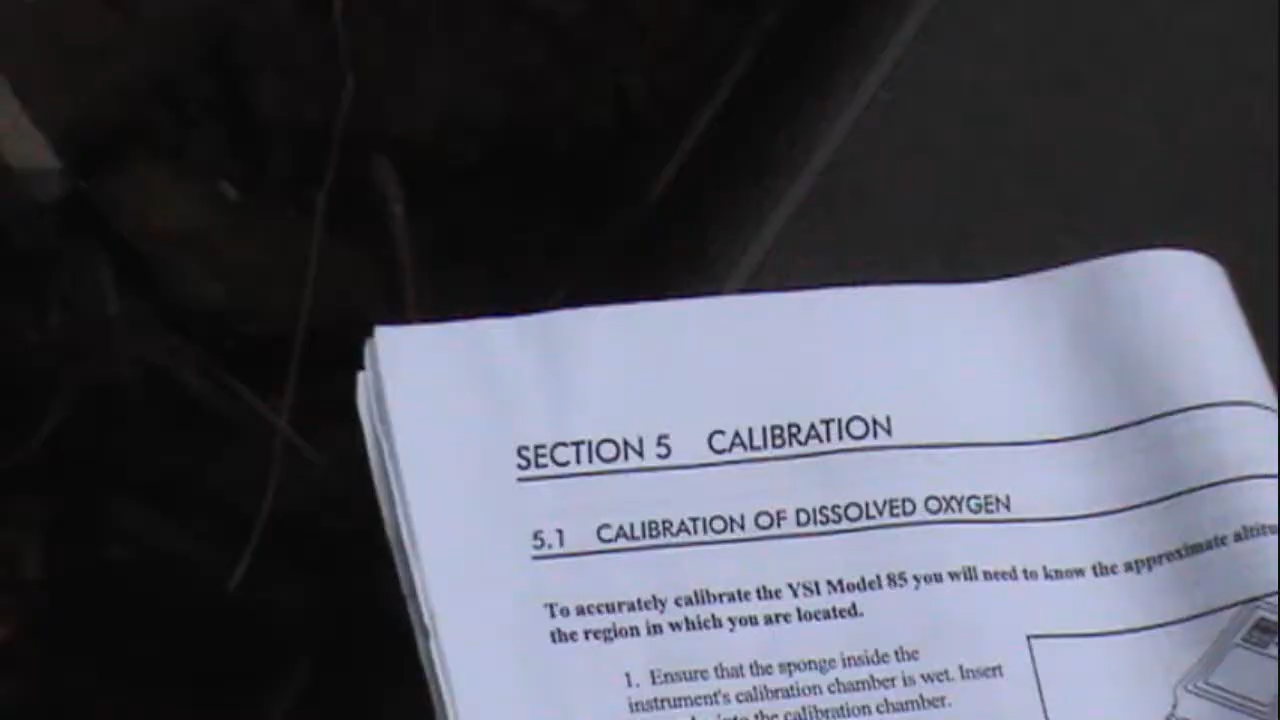 SECTION 5 CALIBRATION
5.1 CALIBRATION OF DISSOLVED OXYGEN
To accurately calibrate the YSI Model 85 you will need to know the approximate
the region in which you are located.
1. Ensure that the sponge inside the
instrument's calibration chamber is wet. Insert
into the calibration chamber.